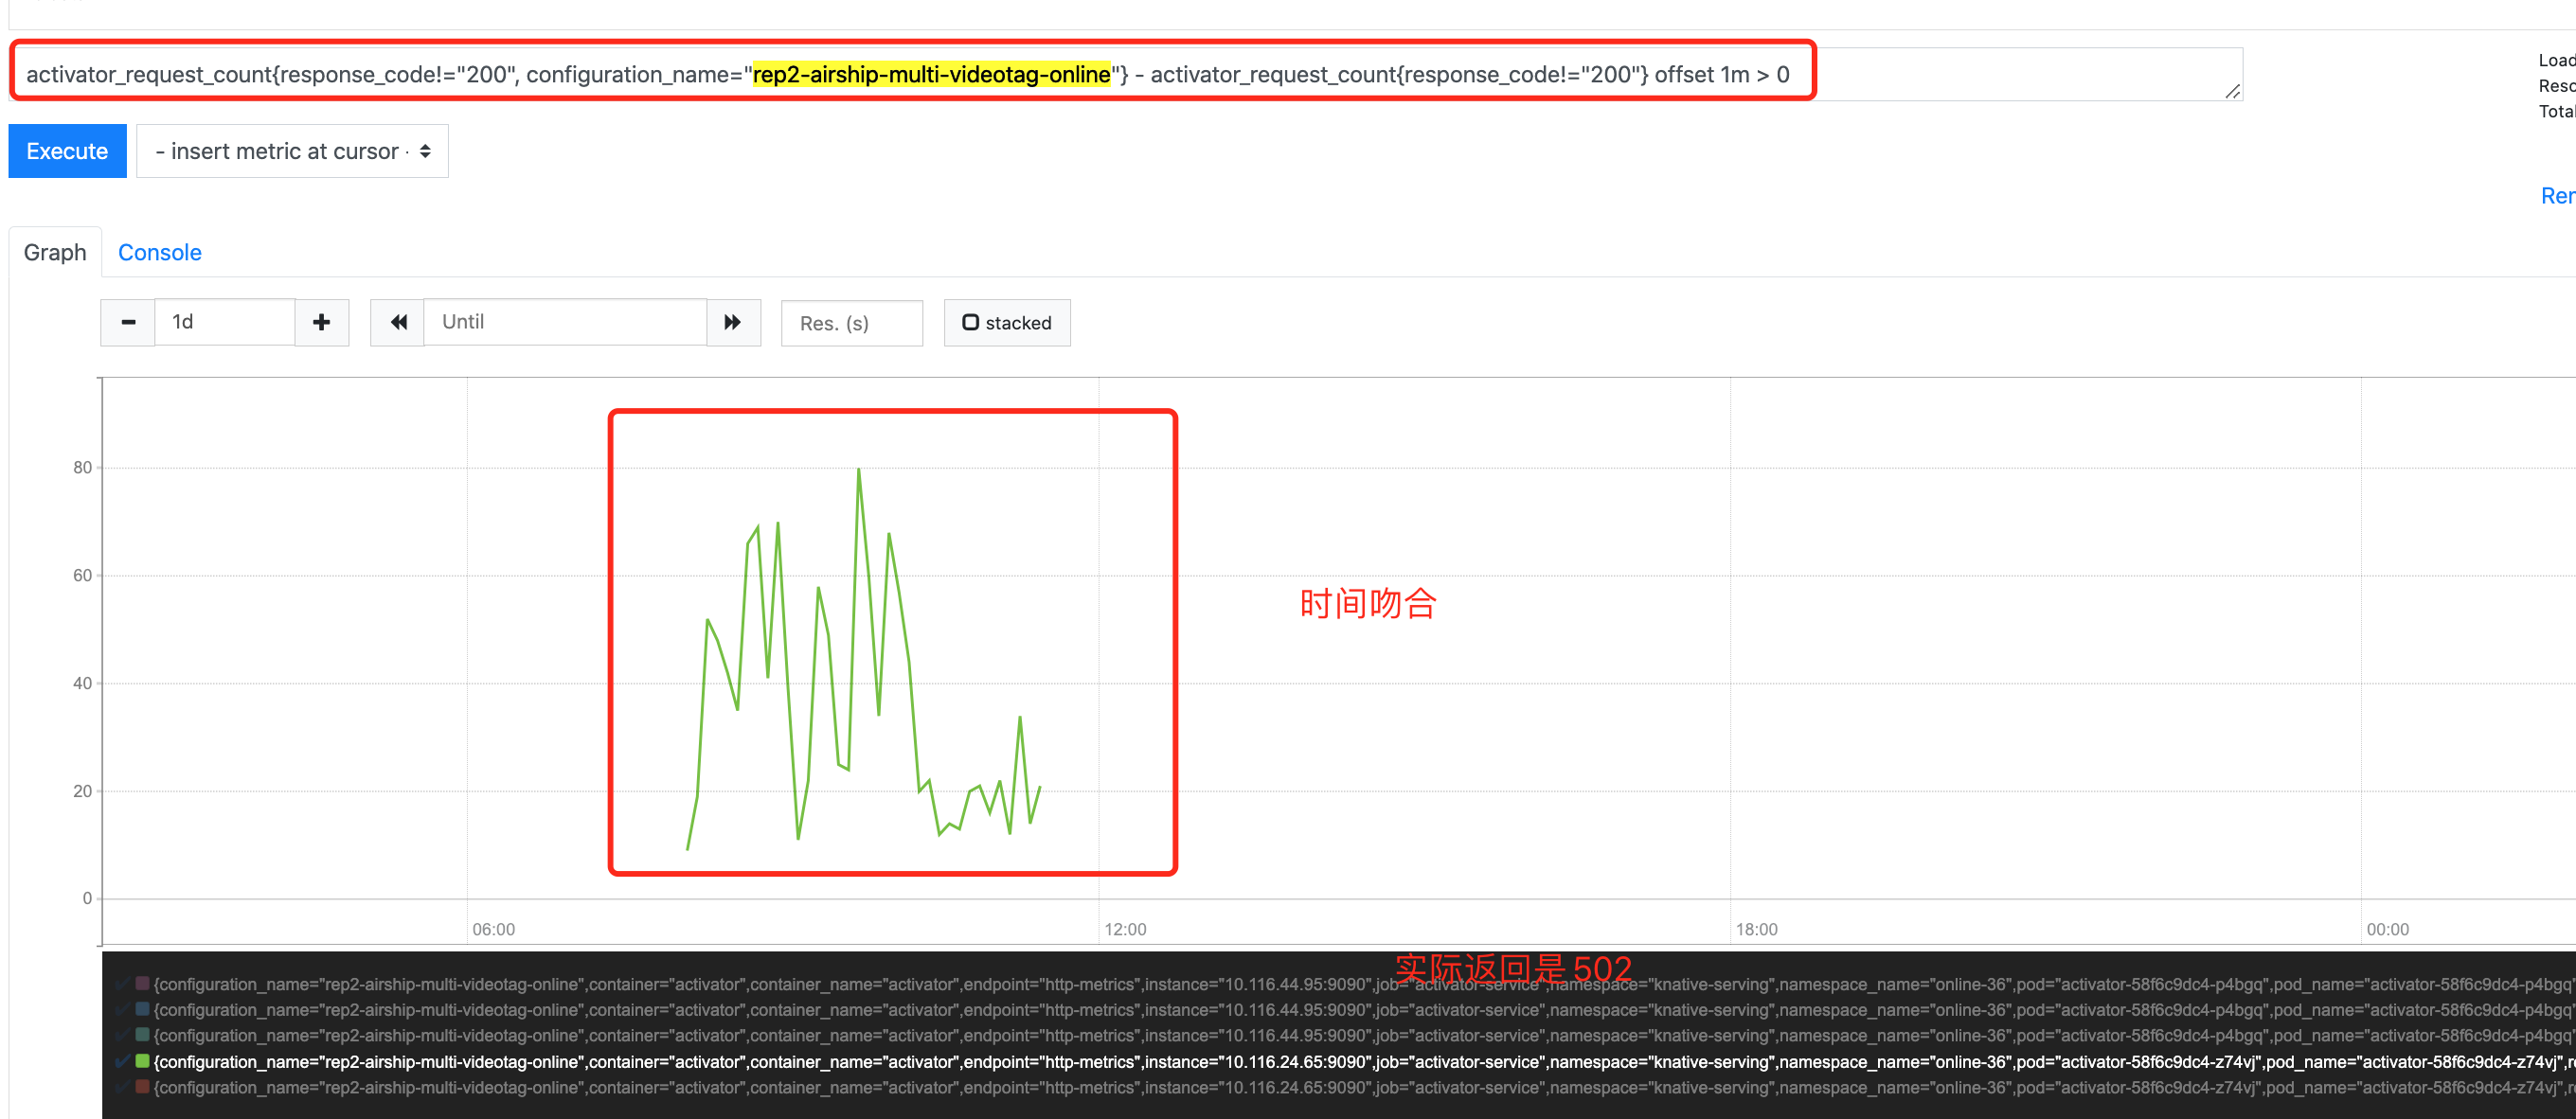 activator_request_count{response_code!="200", configuration_name="rep2-airship-multi-videotag-online"} - activator_request_count{response_code!="200"} offset 1m > 0
Load
Reso
Total
Execute
- insert metric at cursor -
Rem
Graph
Console
1d
Until
Res. (s)
stacked
80
60
40
20
0
时间吻合
06:00
12:00
18:00
00:00
实际返回是 502
{configuration_name="rep2-airship-multi-videotag-online",container="activator",container_name="activator",endpoint="http-metrics",instance="10.116.44.95:9090",job="activator-service",namespace="knative-serving",namespace_name="online-36",pod="activator-58f6c9dc4-p4bgq",pod_name="activator-58f6c9dc4-p4bgq"
{configuration_name="rep2-airship-multi-videotag-online",container="activator",container_name="activator",endpoint="http-metrics",instance="10.116.44.95:9090",job="activator-service",namespace="knative-serving",namespace_name="online-36",pod="activator-58f6c9dc4-p4bgq",pod_name="activator-58f6c9dc4-p4bgq"
{configuration_name="rep2-airship-multi-videotag-online",container="activator",container_name="activator",endpoint="http-metrics",instance="10.116.44.95:9090",job="activator-service",namespace="knative-serving",namespace_name="online-36",pod="activator-58f6c9dc4-p4bgq",pod_name="activator-58f6c9dc4-p4bgq"
{configuration_name="rep2-airship-multi-videotag-online",container="activator",container_name="activator",endpoint="http-metrics",instance="10.116.24.65:9090",job="activator-service",namespace="knative-serving",namespace_name="online-36",pod="activator-58f6c9dc4-z74vj",pod_name="activator-58f6c9dc4-z74vj",re
{configuration_name="rep2-airship-multi-videotag-online",container="activator",container_name="activator",endpoint="http-metrics",instance="10.116.24.65:9090",job="activator-service",namespace="knative-serving",namespace_name="online-36",pod="activator-58f6c9dc4-z74vj",pod_name="activator-58f6c9dc4-z74vj",re